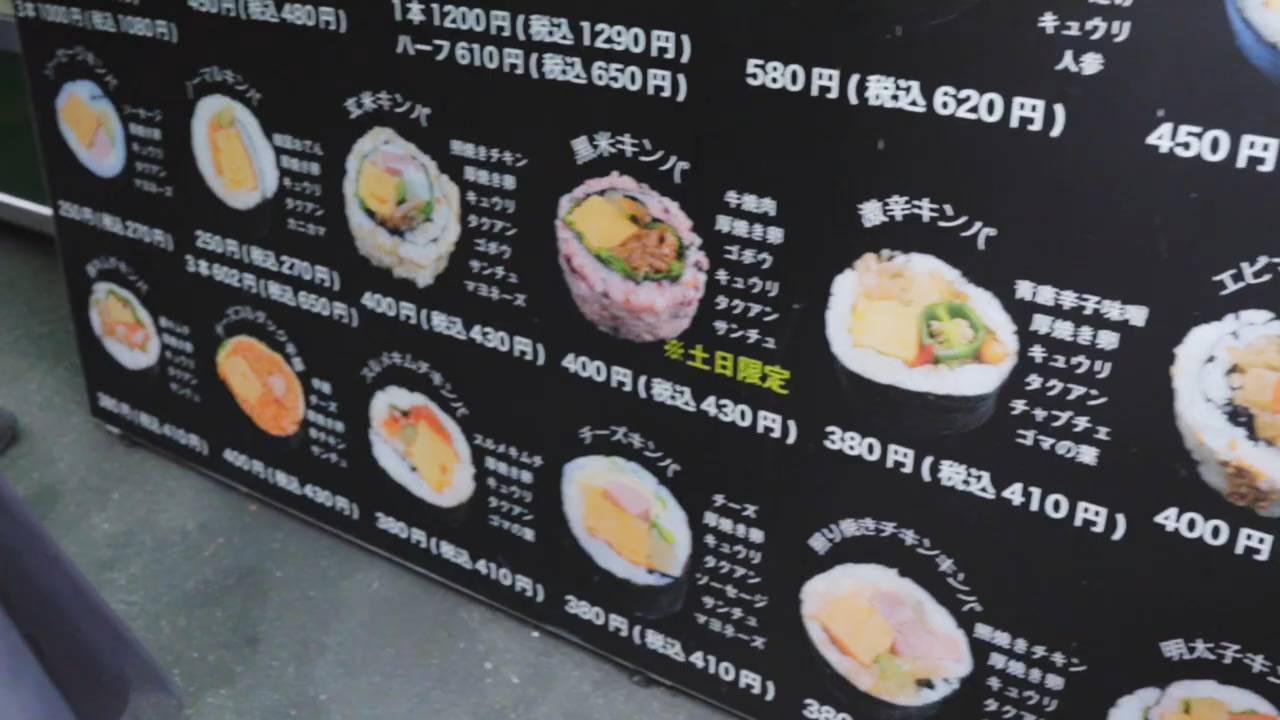 3本1000円(税込1080円)
450円(税込480円)
1本1200円(税込1290円)
ハーフ610円(税込650円)
580円(税込620円)
キュウリ
人参
450円
ソーセージキンパ
ソーセージ
厚焼き卵
キュウリ
タクアン
マヨネーズ
250円(税込270円)
ノーマルキンパ
厚焼き卵
キュウリ
タクアン
カニカマ
250円(税込270円)
3本602円(税込650円)
玄米キンパ
照焼きチキン
厚焼き卵
キュウリ
タクアン
ゴボウ
サンチュ
マヨネーズ
400円(税込430円)
黒米キンパ
牛焼肉
厚焼き卵
ゴボウ
キュウリ
タクアン
サンチュ
※土日限定
400円(税込430円)
激辛キンパ
青唐辛子味噌
厚焼き卵
キュウリ
タクアン
チャプチェ
ゴマの葉
380円(税込410円)
エビ
400円
厚焼き卵
キュウリ
タクアン
サンチュ
380円(税込410円)
チーズ
サンチュ
400円(税込430円)
スルメキムチキンパ
スルメキムチ
厚焼き卵
キュウリ
タクアン
ゴマの葉
380円(税込410円)
チーズキンパ
チーズ
厚焼き卵
キュウリ
タクアン
ソーセージ
サンチュ
マヨネーズ
380円(税込410円)
照り焼きチキンキンパ
照焼きチキン
厚焼き卵
キュウリ
380
明太子キン